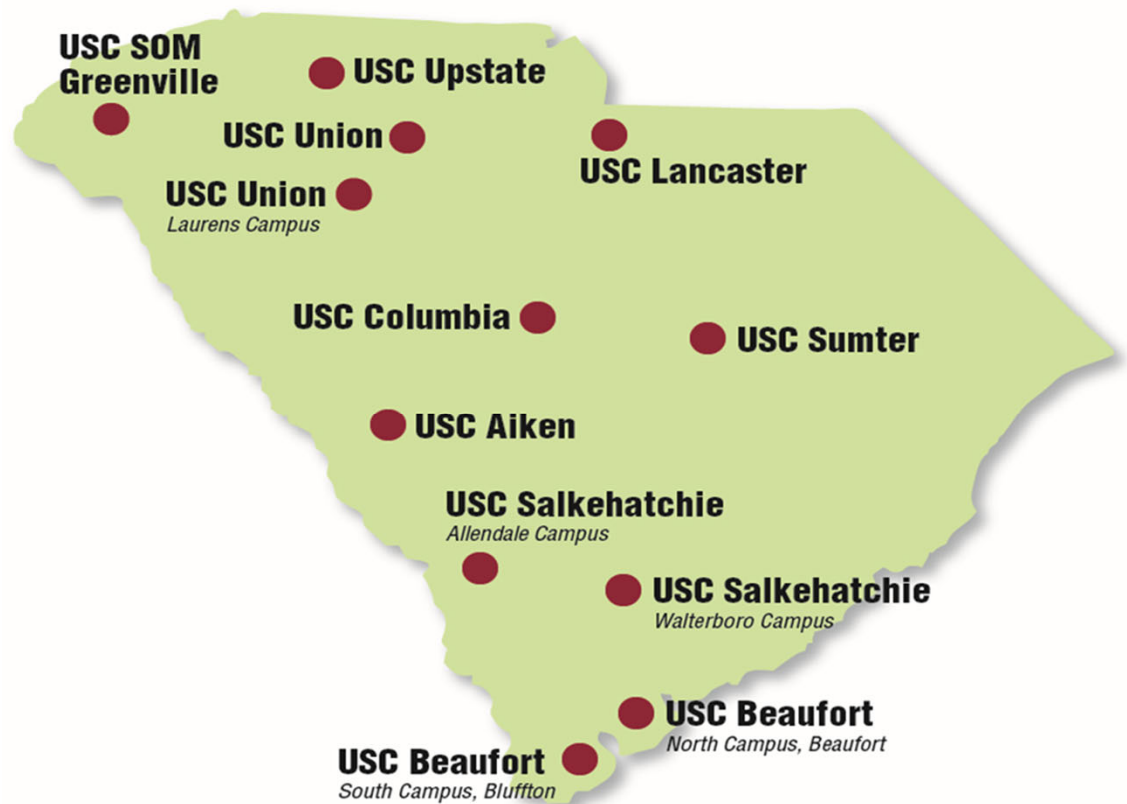 USC SOM
Greenville
USC Upstate
USC Union
USC Lancaster
USC Union
Laurens Campus
USC Columbia
USC Sumter
USC Aiken
USC Salkehatchie
Allendale Campus
USC Salkehatchie
Walterboro Campus
USC Beaufort
North Campus, Beaufort
USC Beaufort
South Campus, Bluffton